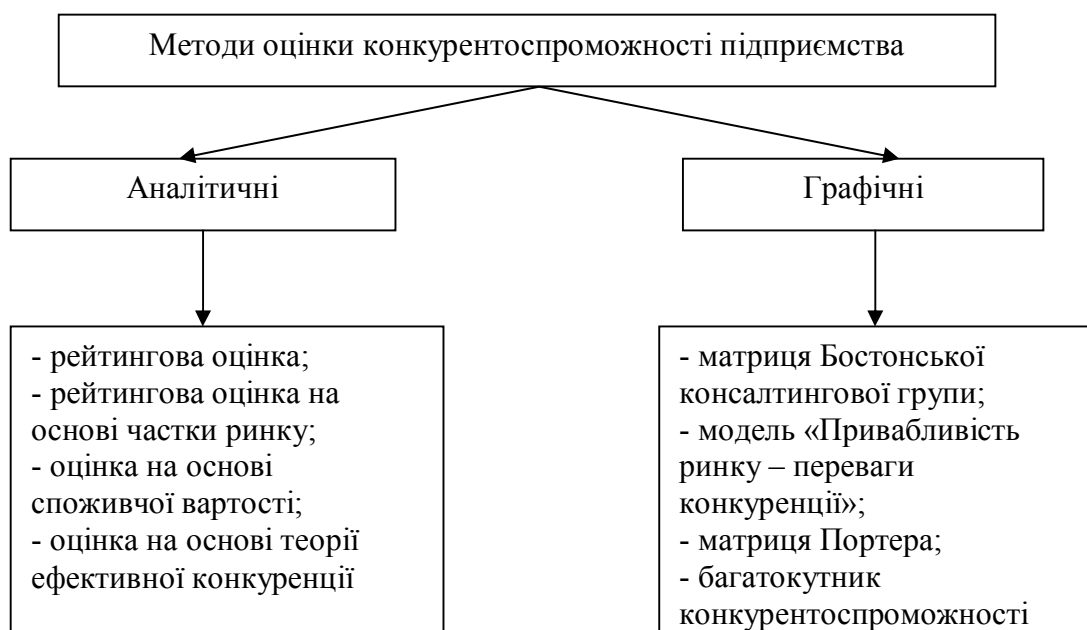 Методи оцінки конкурентоспроможності підприємства
Аналітичні
Графічні
- рейтингова оцінка;
- рейтингова оцінка на
основі частки ринку;
- оцінка на основі
споживчої вартості;
- оцінка на основі теорії
ефективної конкуренції
- матриця Бостонської
консалтингової групи;
- модель «Привабливість
ринку – переваги
конкуренції»;
- матриця Портера;
- багатокутник
конкурентоспроможності